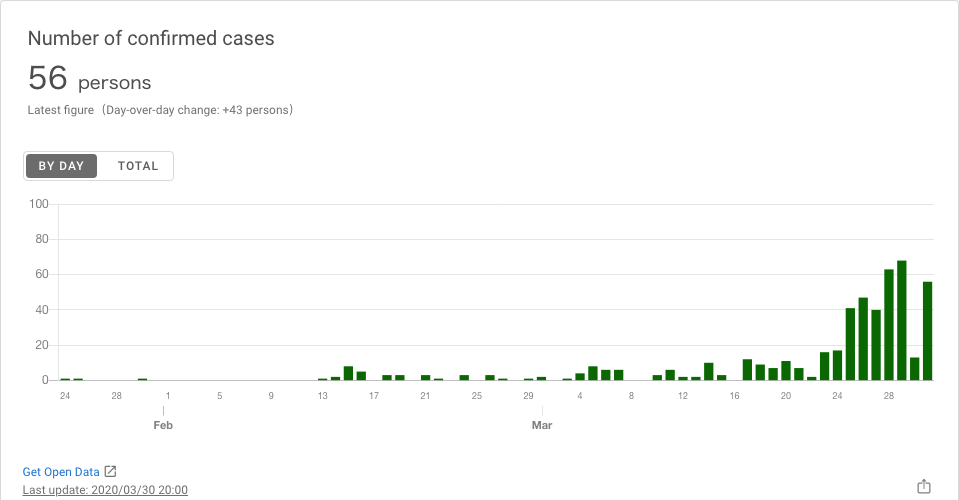 Number of confirmed cases
56 persons
Latest figure（Day-over-day change: +43 persons）
BY DAY TOTAL
100
80
60
40
20
0
24 28 1 5 9 13 17 21 25 29 4 8 12 16 20 24 28
Feb Mar
Get Open Data
Last update: 2020/03/30 20:00